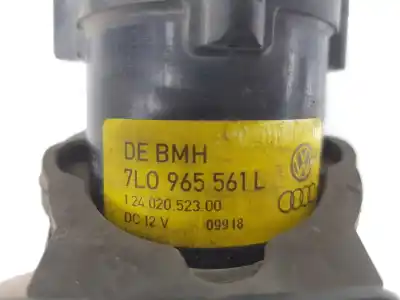 DE BMH
7L0 965 561 L
1 24 020 523 00
DC 12 V 09918